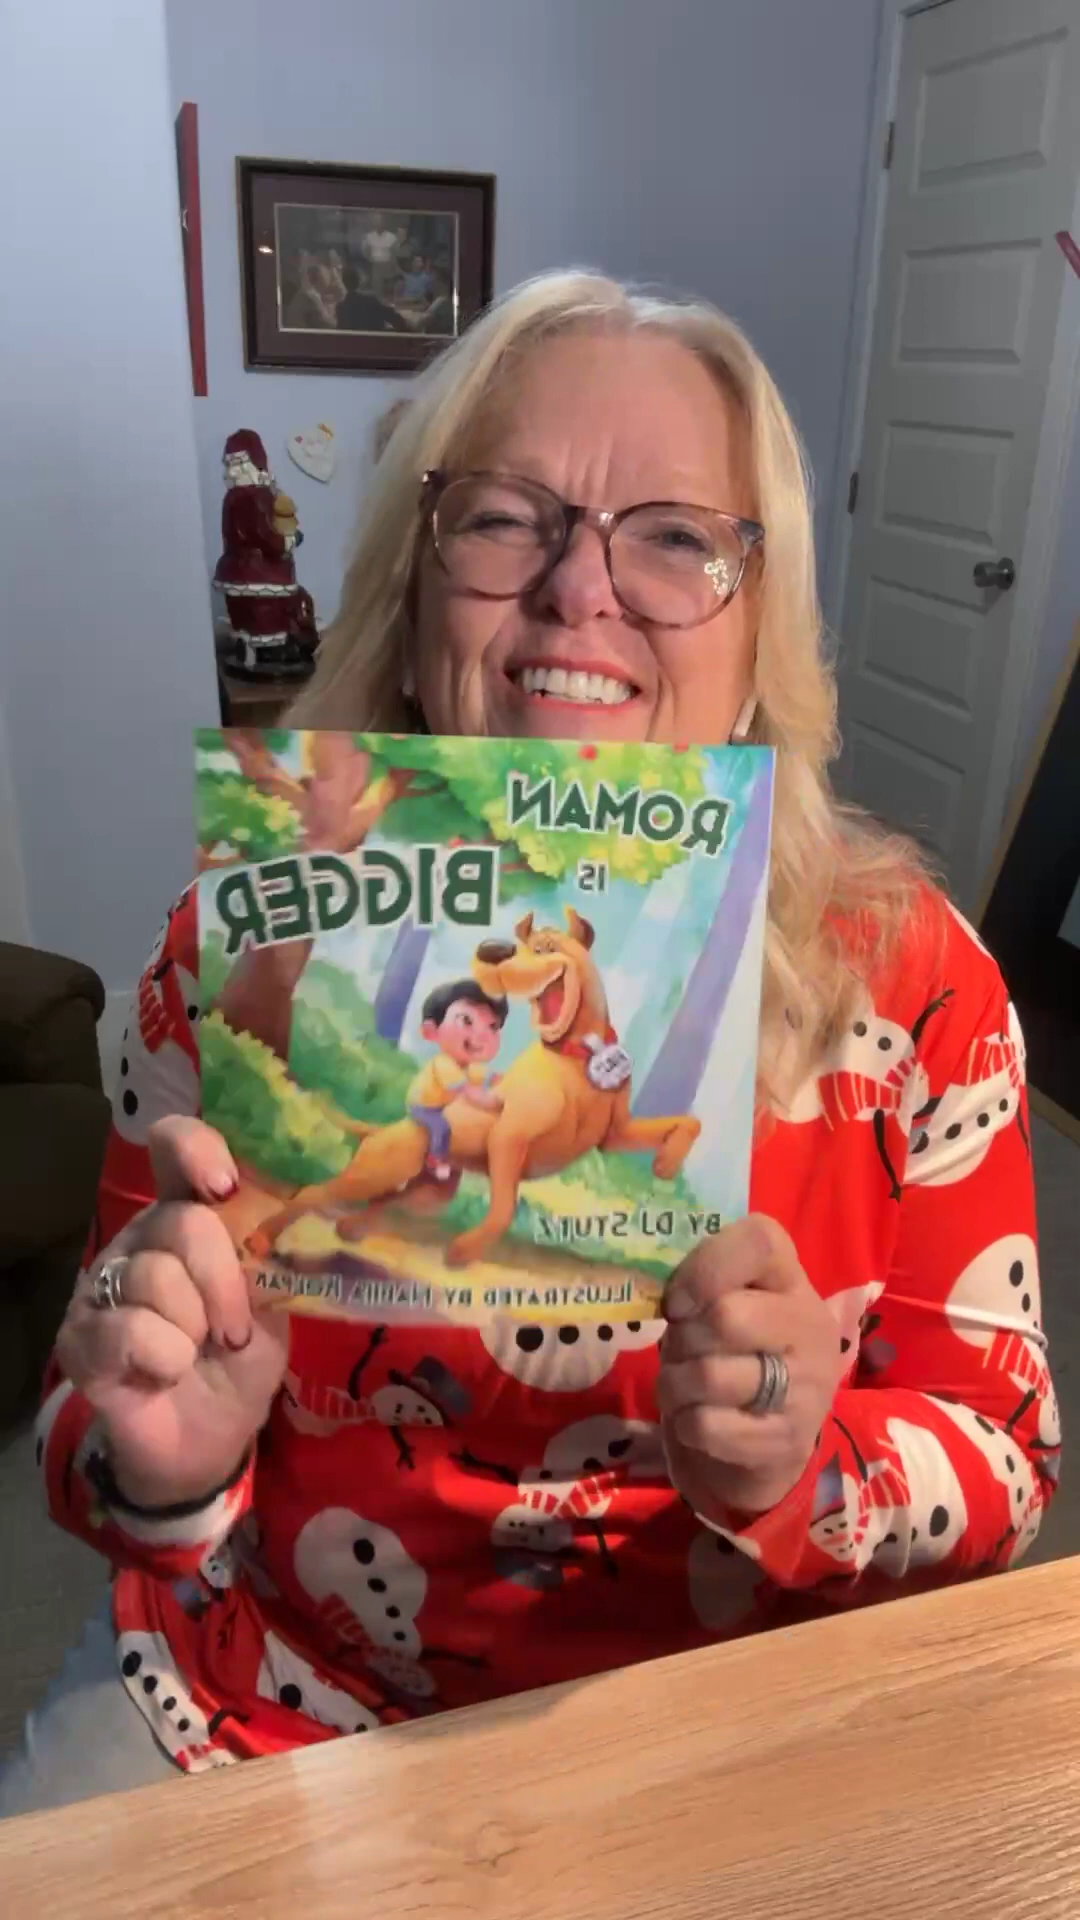 ROMAN
IS
BIGGER
BY DJ STUTZ
ILLUSTRATED BY